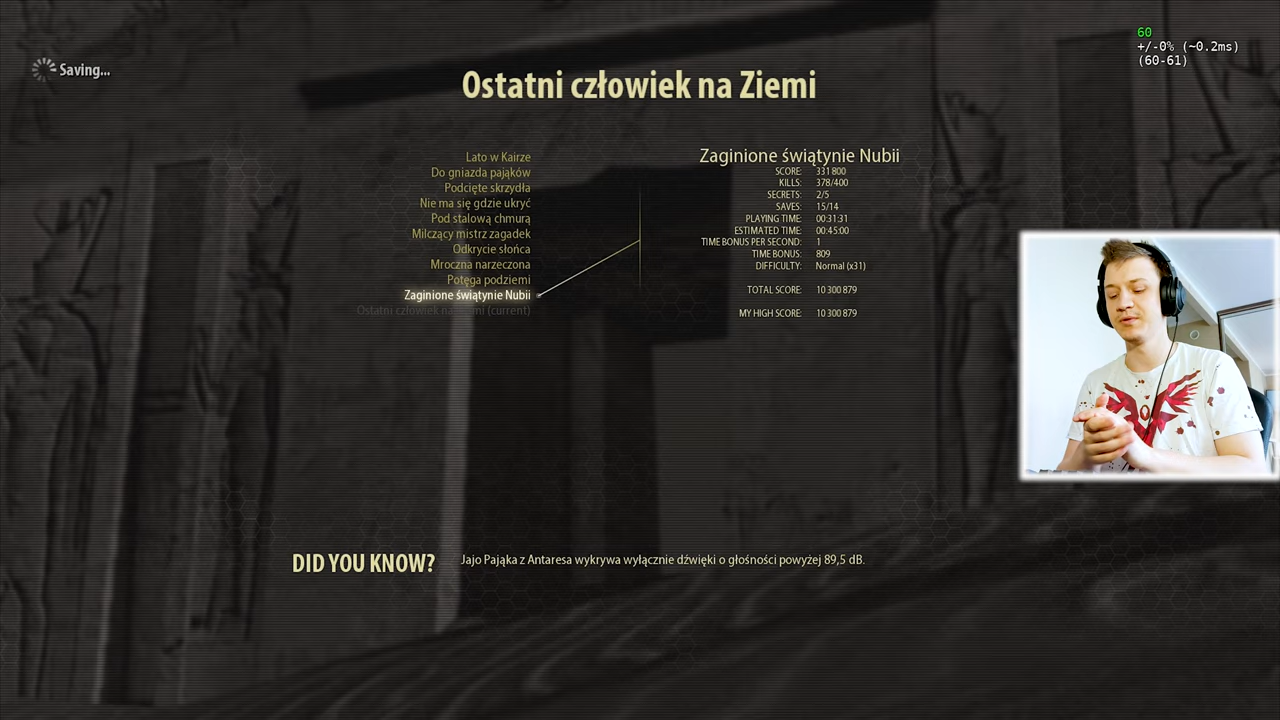 60
+/-0% (~0.2ms)
(60-61)
Saving...
Ostatni człowiek na Ziemi
Lato w Kairze
Do gniazda pająków
Podcięte skrzydła
Nie ma się gdzie ukryć
Pod stalową chmurą
Milczący mistrz zagadek
Odkrycie słońca
Mroczna narzeczona
Potęga podziemi
Zaginione świątynie Nubii
Ostatni człowiek na Ziemi (current)
Zaginione świątynie Nubii
SCORE: 331 800
KILLS: 378/400
SECRETS: 2/5
SAVES: 15/14
PLAYING TIME: 00:31:31
ESTIMATED TIME: 00:45:00
TIME BONUS PER SECOND: 1
TIME BONUS: 809
DIFFICULTY: Normal (x31)
TOTAL SCORE: 10 300 879
MY HIGH SCORE: 10 300 879
DID YOU KNOW? Jajo Pająka z Antaresa wykrywa wyłącznie dźwięki o głośności powyżej 89,5 dB.